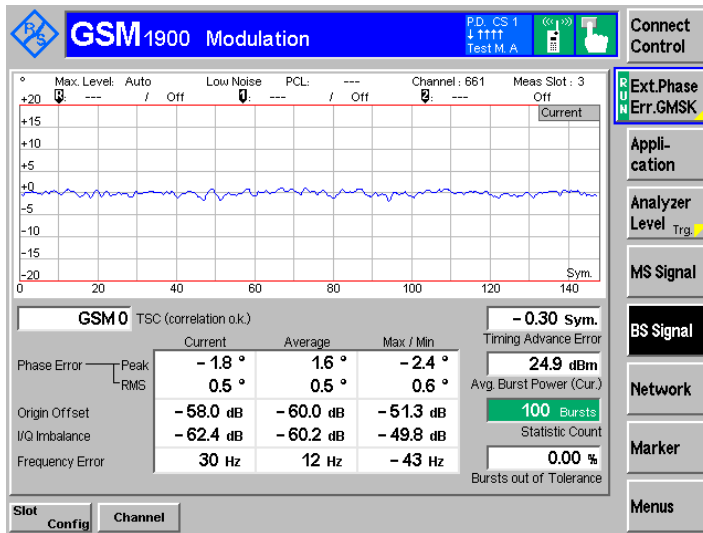 R&S
GSM1900 Modulation
P.D. CS 1
↓ ↑↑↑↑
Test M. A
Connect Control
° Max. Level: Auto Low Noise PCL: --- Channel : 661 Meas Slot : 3
R: --- / Off 1: --- / Off 2: --- Off
Current
+20
+15
+10
+5
+0
-5
-10
-15
-20
Sym.
0 20 40 60 80 100 120 140
GSM 0 TSC (correlation o.k.)
Current Average Max / Min
Phase Error Peak – 1.8 ° 1.6 ° – 2.4 °
RMS 0.5 ° 0.5 ° 0.6 °
Origin Offset – 58.0 dB – 60.0 dB – 51.3 dB
I/Q Imbalance – 62.4 dB – 60.2 dB – 49.8 dB
Frequency Error 30 Hz 12 Hz – 43 Hz
– 0.30 Sym.
Timing Advance Error
24.9 dBm
Avg. Burst Power (Cur.)
100 Bursts
Statistic Count
0.00 %
Bursts out of Tolerance
RUN
Ext.Phase
Err.GMSK
Appli-
cation
Analyzer
Level Trg.
MS Signal
BS Signal
Network
Marker
Menus
Slot
Config
Channel